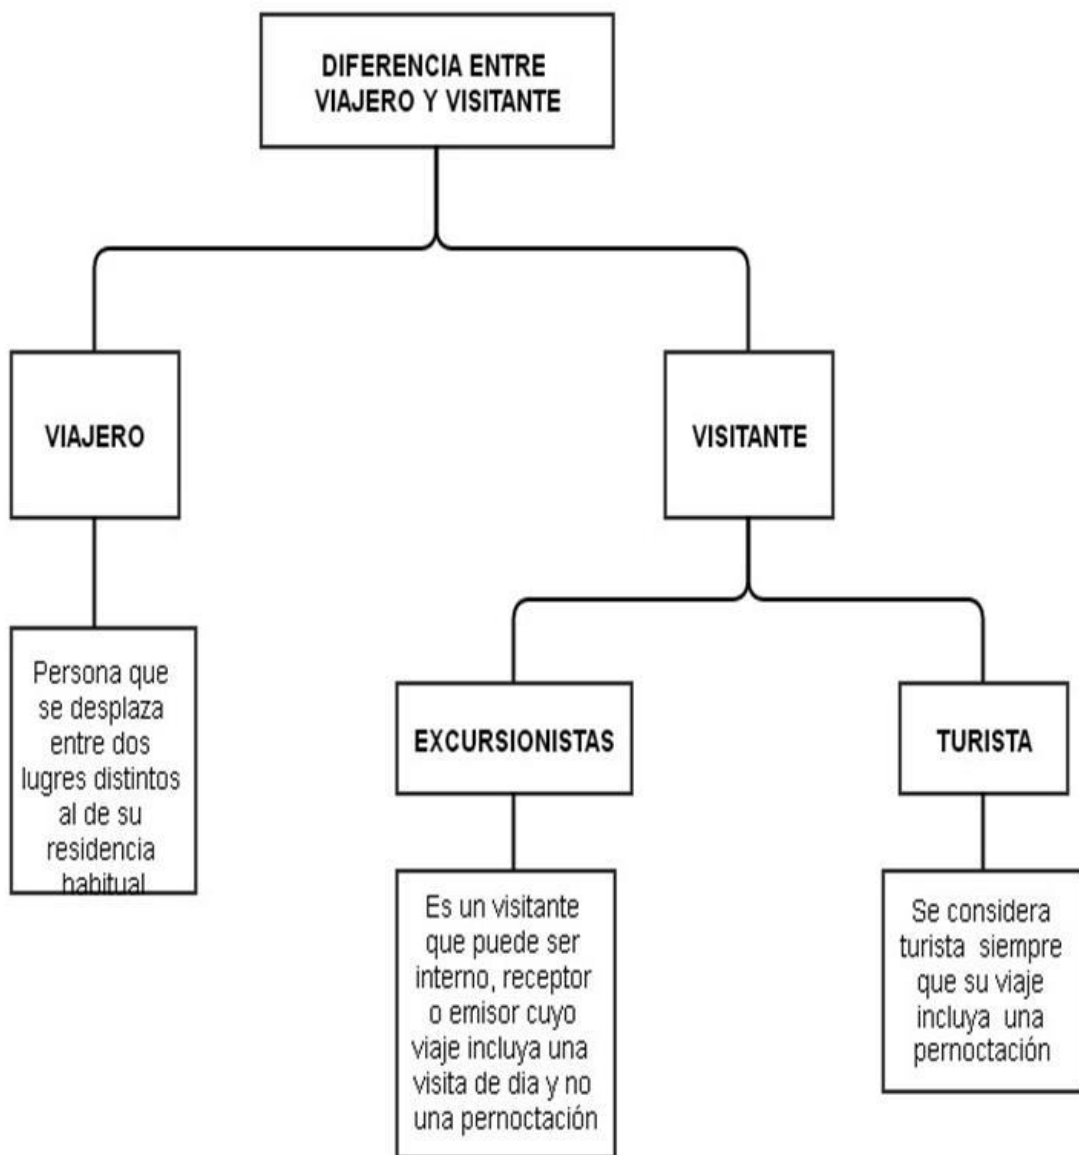 DIFERENCIA ENTRE
VIAJERO Y VISITANTE
VIAJERO
VISITANTE
Persona que
se desplaza
entre dos
lugres distintos
al de su
residencia
habitual
EXCURSIONISTAS
TURISTA
Es un visitante
que puede ser
interno, receptor
o emisor cuyo
viaje incluya una
visita de dia y no
una pernoctación
Se considera
turista siempre
que su viaje
incluya una
pernoctación